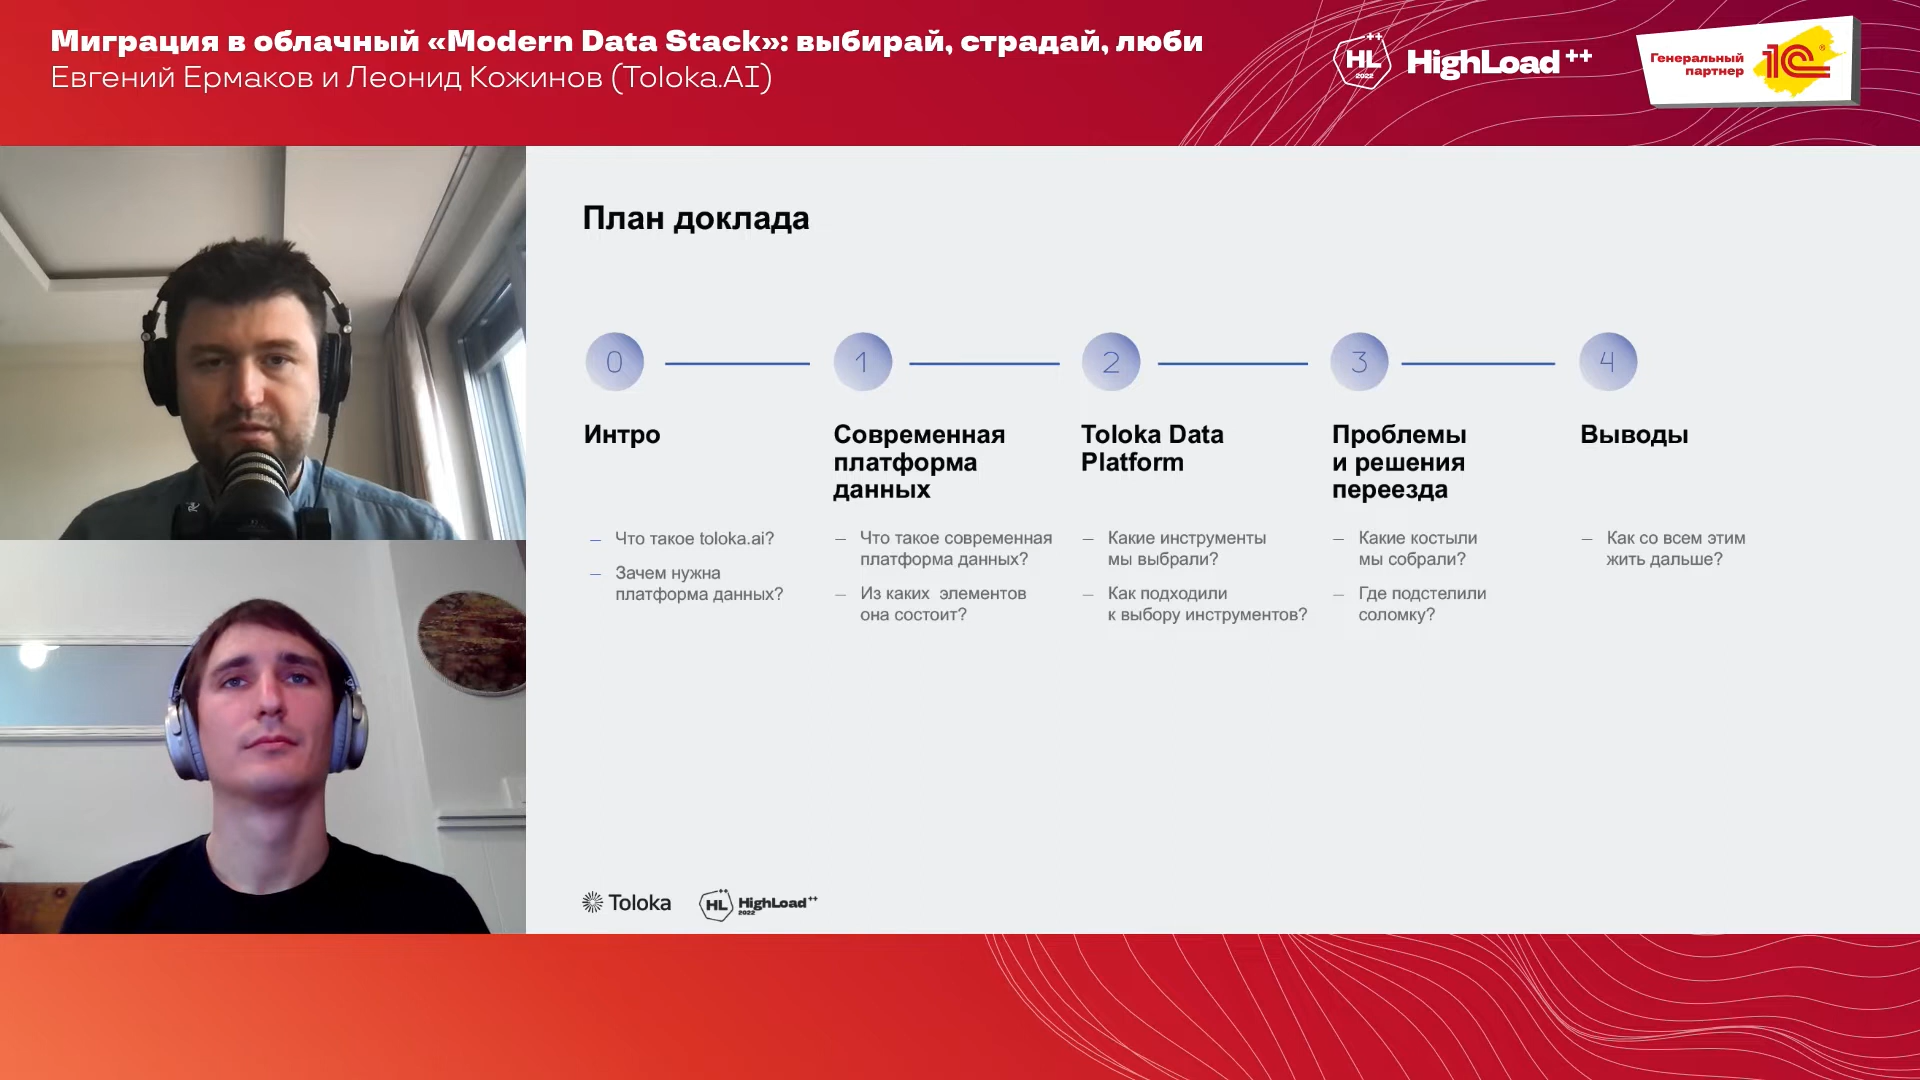 Миграция в облачный «Modern Data Stack»: выбирай, страдай, люби
Евгений Ермаков и Леонид Кожинов (Toloka.AI)
HL++
2022
HighLoad++
Генеральный
партнер
1С®
План доклада
0
1
2
3
4
Интро
Современная
платформа
данных
Toloka Data
Platform
Проблемы
и решения
переезда
Выводы
– Что такое toloka.ai?
– Зачем нужна
платформа данных?
– Что такое современная
платформа данных?
– Из каких элементов
она состоит?
– Какие инструменты
мы выбрали?
– Как подходили
к выбору инструментов?
– Какие костыли
мы собрали?
– Где подстелили
соломку?
– Как со всем этим
жить дальше?
Toloka
HL++
HighLoad++
2022